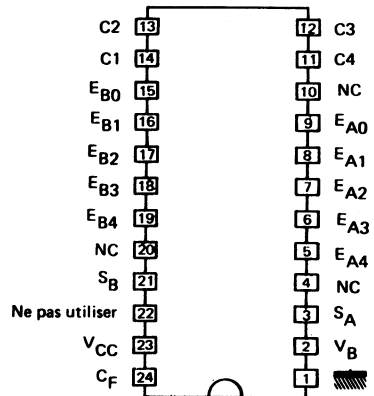 C2 13 12 C3
C1 14 11 C4
EB0 15 10 NC
EB1 16 9 EA0
EB2 17 8 EA1
EB3 18 7 EA2
EB4 19 6 EA3
NC 20 5 EA4
SB 21 4 NC
Ne pas utiliser 22 3 SA
VCC 23 2 VB
CF 24 1